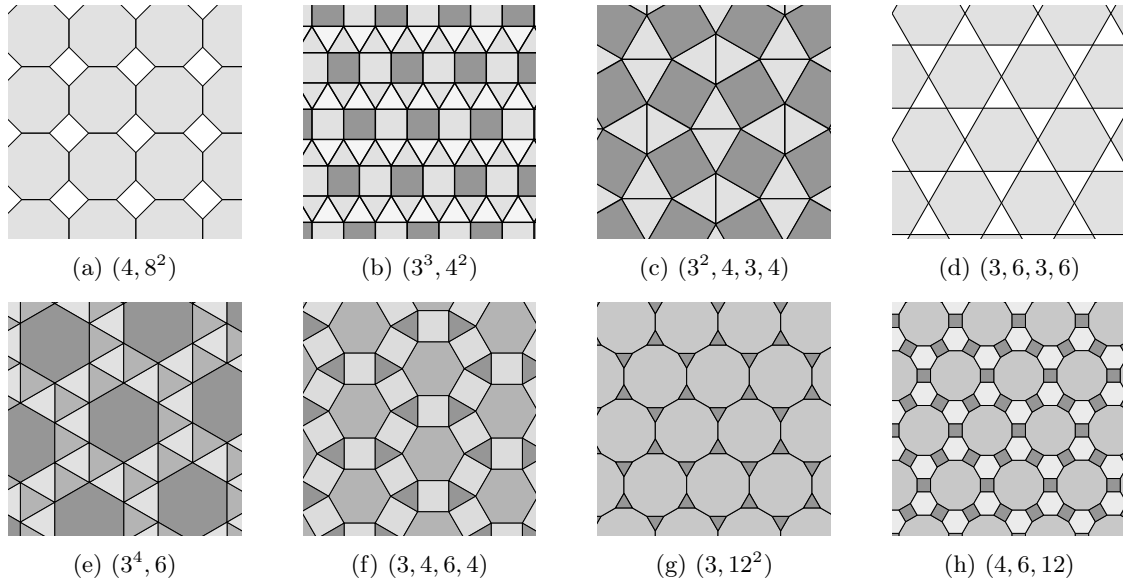 (a) (4, 8²) (b) (3³, 4²) (c) (3², 4, 3, 4) (d) (3, 6, 3, 6)
(e) (3⁴, 6) (f) (3, 4, 6, 4) (g) (3, 12²) (h) (4, 6, 12)